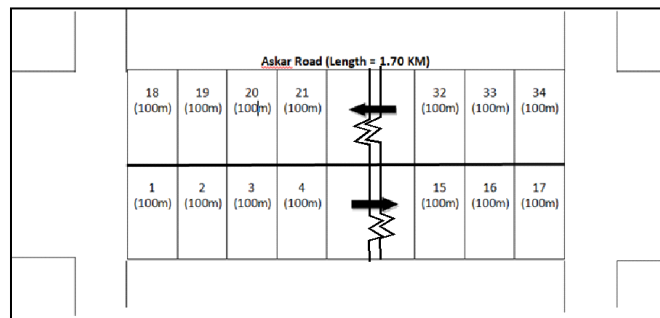 Askar Road (Length = 1.70 KM)
18 19 20 21 32 33 34
(100m) (100m) (100m) (100m) (100m) (100m) (100m)
1 2 3 4 15 16 17
(100m) (100m) (100m) (100m) (100m) (100m) (100m)